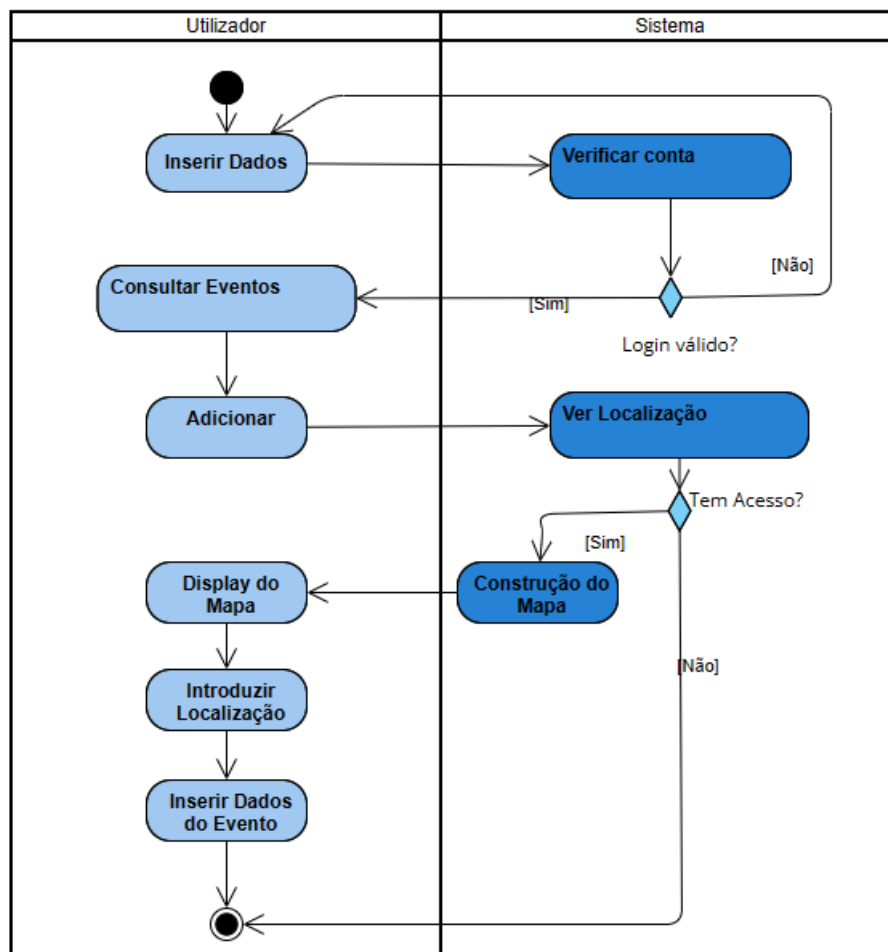 Utilizador
Sistema
Inserir Dados
Verificar conta
[Não]
Consultar Eventos
[Sim]
Login válido?
Adicionar
Ver Localização
Tem Acesso?
[Sim]
Display do
Mapa
Construção do
Mapa
[Não]
Introduzir
Localização
Inserir Dados
do Evento